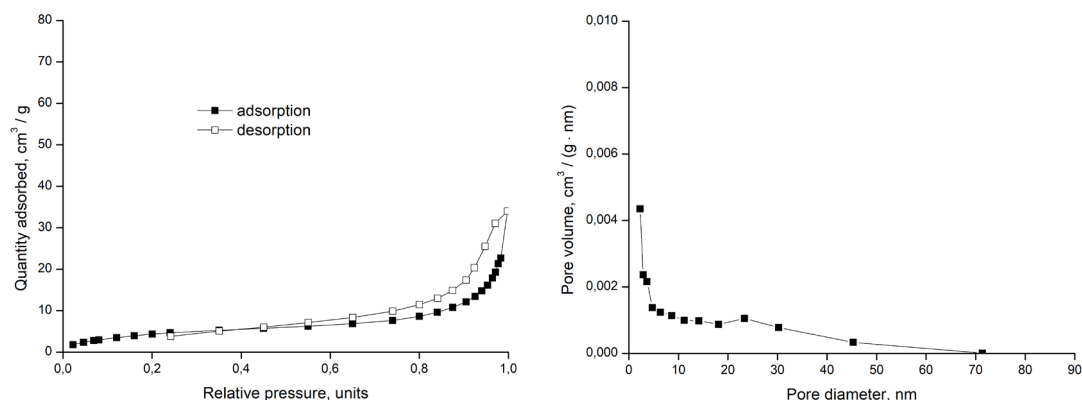 80
70
60
50
40
30
20
10
0
Quantity adsorbed, cm³ / g
adsorption
desorption
0,0 0,2 0,4 0,6 0,8 1,0
Relative pressure, units
0,010
0,008
0,006
0,004
0,002
0,000
Pore volume, cm³ / (g · nm)
0 10 20 30 40 50 60 70 80 90
Pore diameter, nm